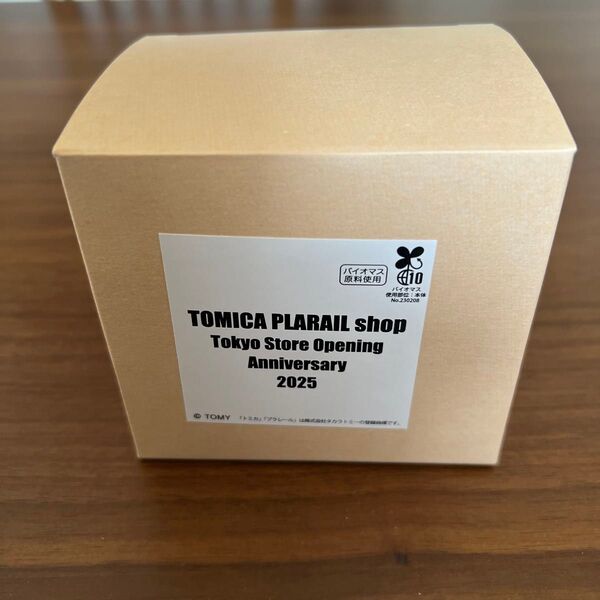 バイオマス
原料使用
10
バイオマス
使用部位:本体
No.230208
TOMICA PLARAIL shop
Tokyo Store Opening
Anniversary
2025
© TOMY 「トミカ」「プラレール」は株式会社タカラトミーの登録商標です。